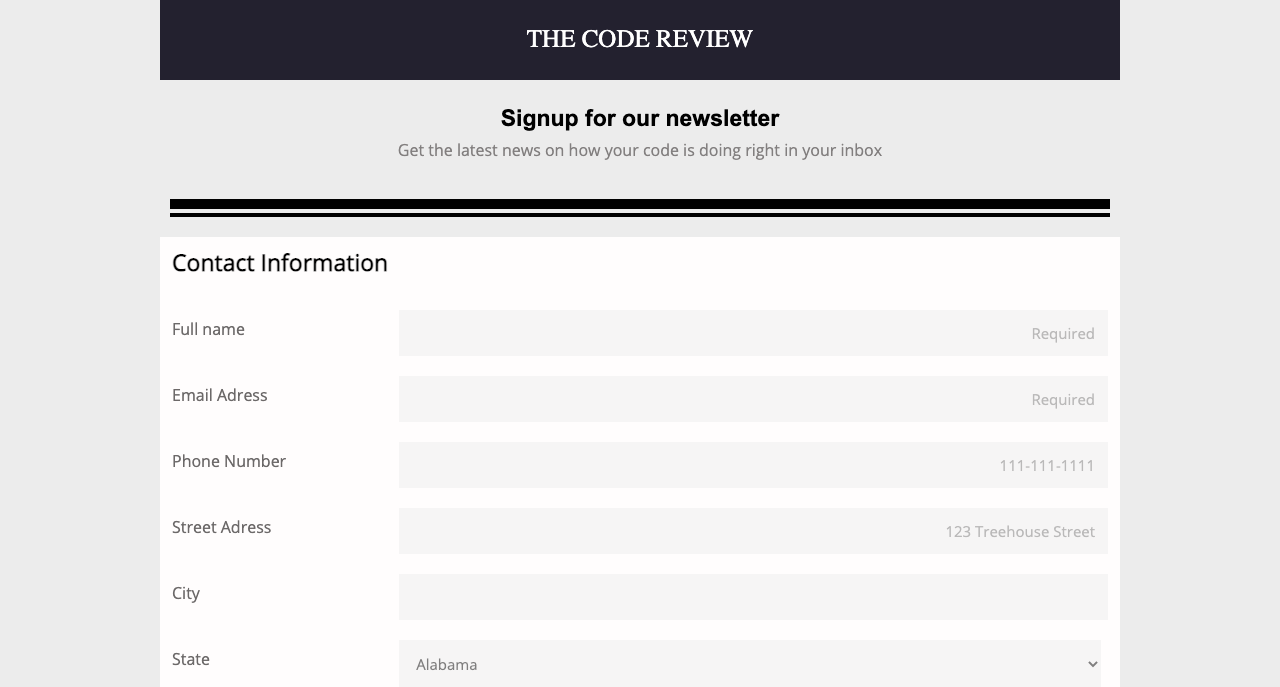 THE CODE REVIEW
Signup for our newsletter
Get the latest news on how your code is doing right in your inbox
Contact Information
Full name
Required
Email Adress
Required
Phone Number
111-111-1111
Street Adress
123 Treehouse Street
City
State
Alabama